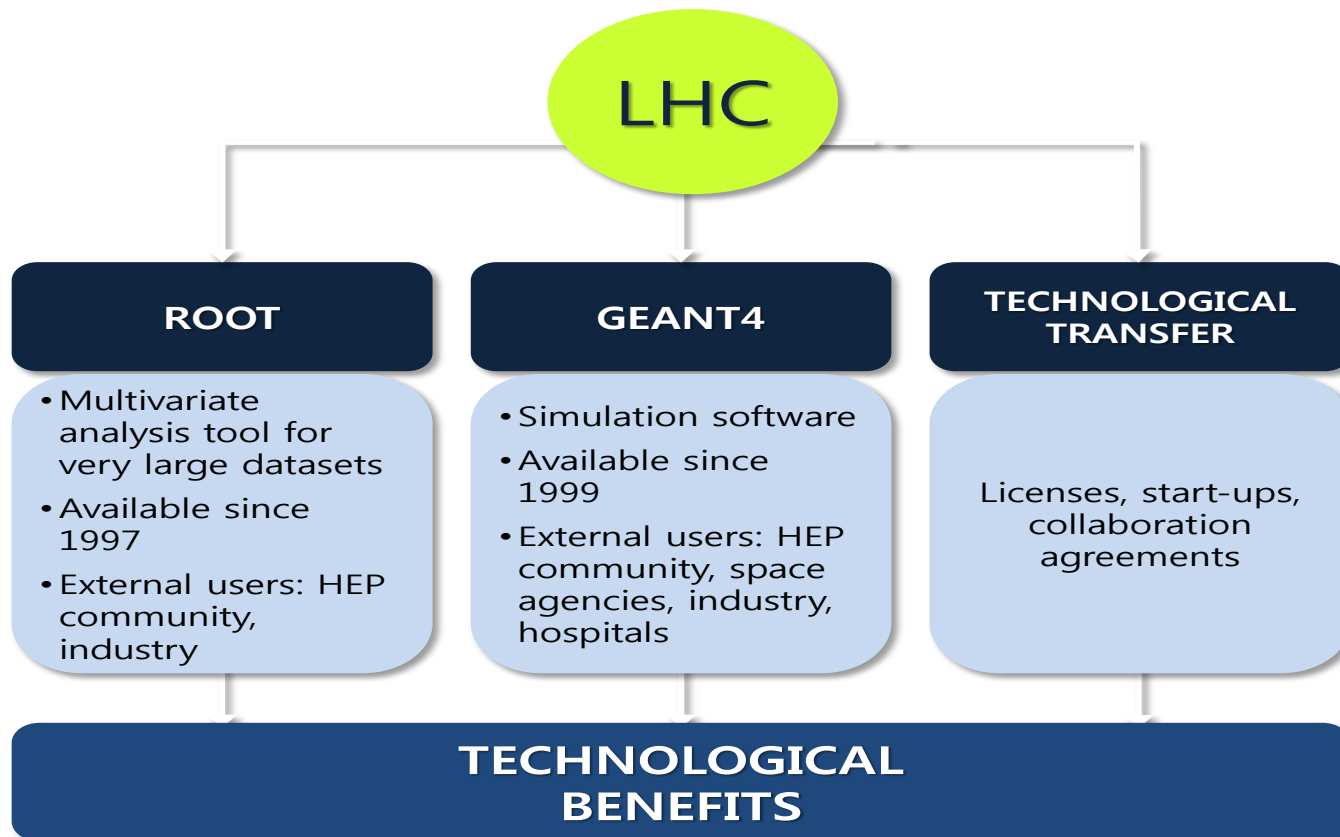 LHC
ROOT
• Multivariate
analysis tool for
very large datasets
• Available since
1997
• External users: HEP
community,
industry
GEANT4
• Simulation software
• Available since
1999
• External users: HEP
community, space
agencies, industry,
hospitals
TECHNOLOGICAL
TRANSFER
Licenses, start-ups,
collaboration
agreements
TECHNOLOGICAL
BENEFITS